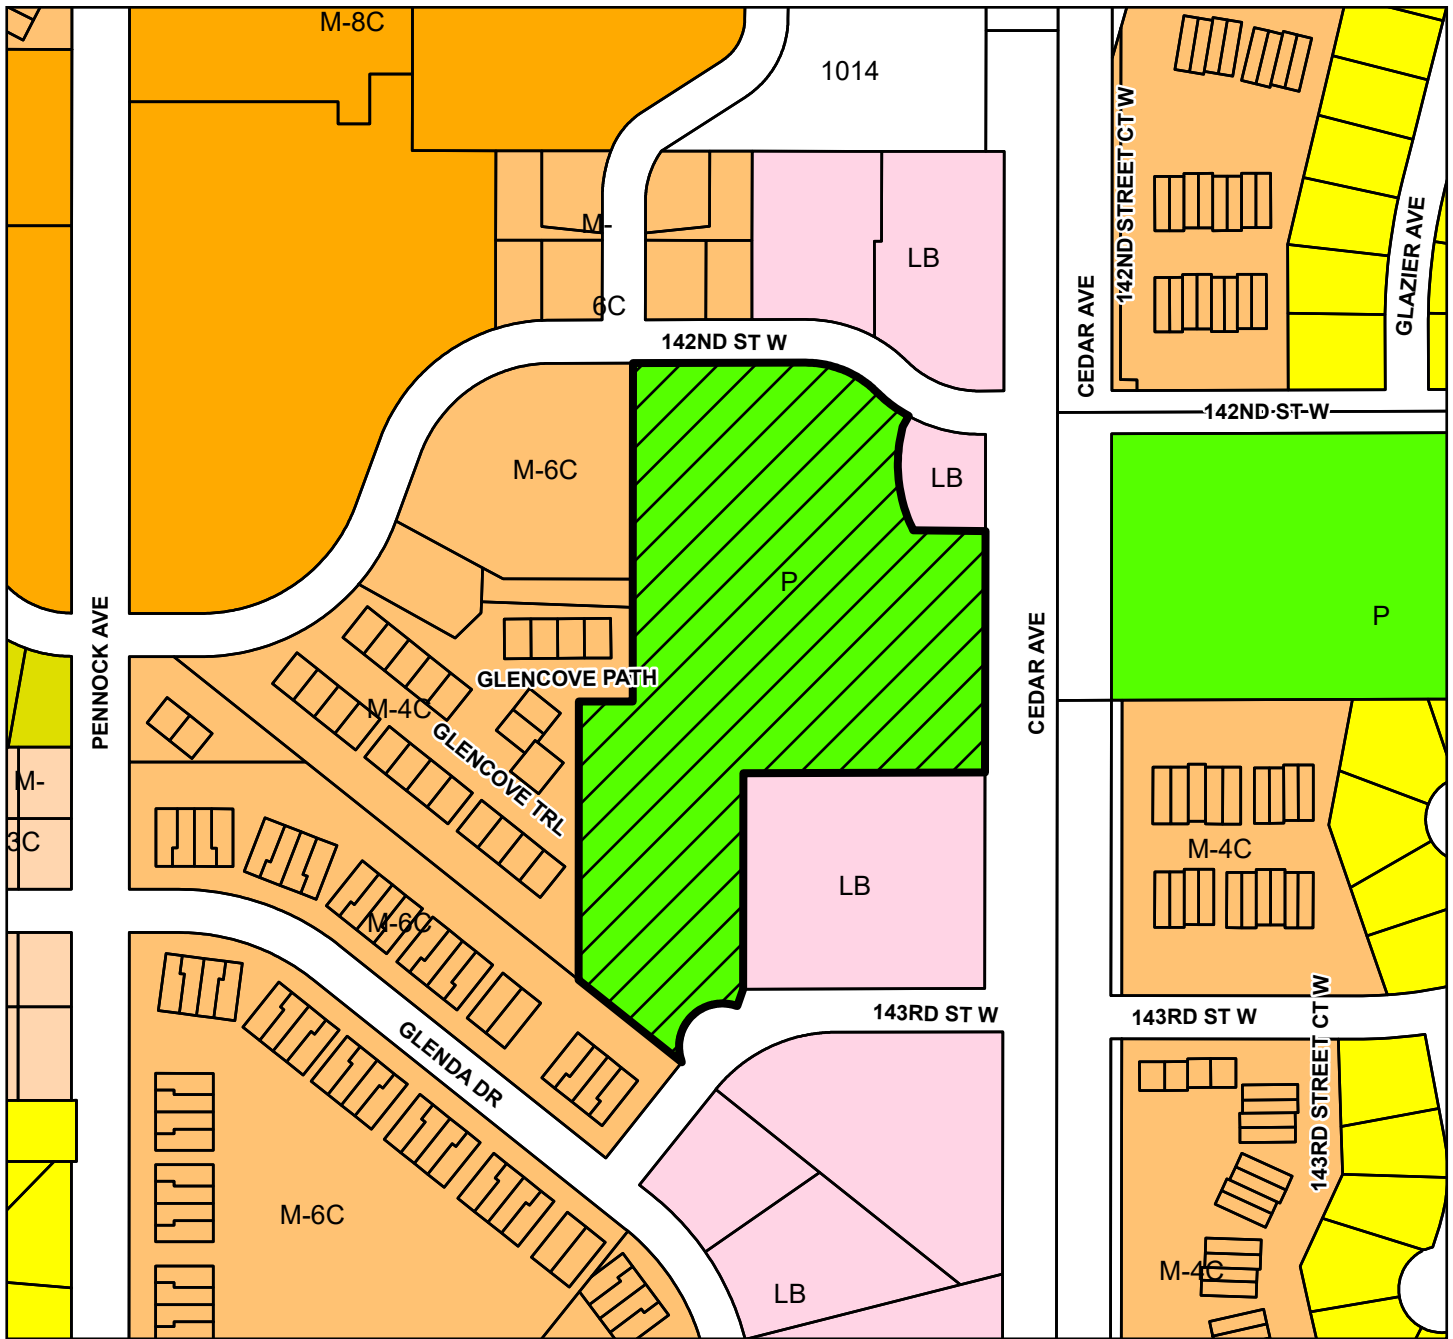 M-8C
1014
142ND STREET CT W
M-
LB
GLAZIER AVE
6C
CEDAR AVE
142ND ST W
142ND ST W
M-6C
LB
P
P
PENNOCK AVE
CEDAR AVE
GLENCOVE PATH
M-4C
GLENCOVE TRL
M-
3C
M-4C
LB
M-6C
143RD ST W
143RD ST W
GLENDA DR
143RD STREET CT W
M-6C
M-4C
LB